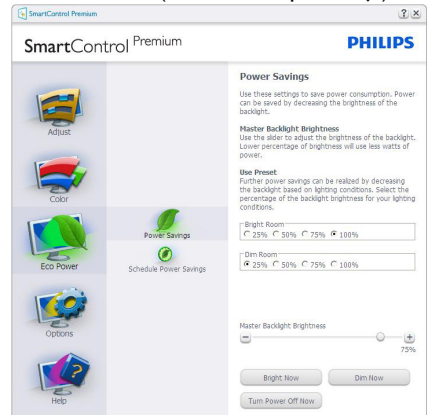 SmartControl Premium
SmartControl Premium
PHILIPS
Adjust
Color
Eco Power
Options
Help
Power Savings
Schedule Power Savings
Power Savings
Use these settings to save power consumption. Power
can be saved by decreasing the brightness of the
backlight.
Master Backlight Brightness
Use the slider to adjust the brightness of the backlight.
Lower percentage of brightness will use less watts of
power.
Use Preset
Further power savings can be realized by decreasing
the backlight based on lighting conditions. Select the
percentage of the backlight brightness for your lighting
conditions.
Bright Room
25% 50% 75% 100%
Dim Room
25% 50% 75% 100%
Master Backlight Brightness
75%
Bright Now Dim Now
Turn Power Off Now